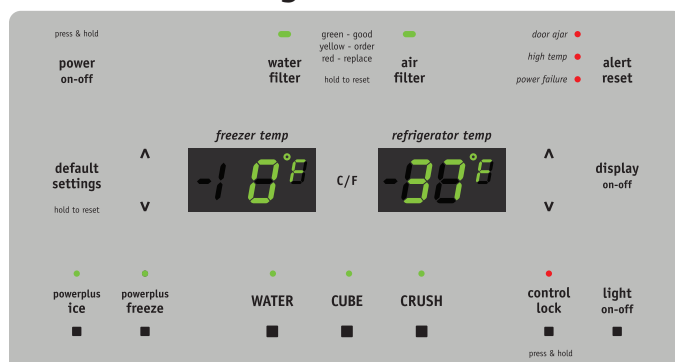 press & hold
power
on-off
water
filter
green - good
yellow - order
red - replace
hold to reset
air
filter
door ajar
high temp
power failure
alert
reset
default
settings
hold to reset
freezer temp
0°F
C/F
refrigerator temp
37°F
display
on-off
powerplus
ice
powerplus
freeze
WATER
CUBE
CRUSH
control
lock
press & hold
light
on-off